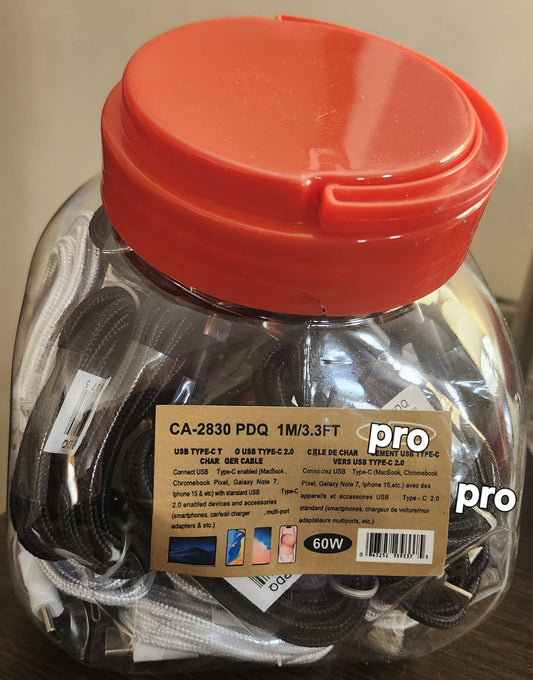 CA-2830 PDQ 1M/3.3FT
pro
USB TYPE-C T O USB TYPE-C 2.0
CHAR GER CABLE
Connect USB Type-C enabled (MacBook,
Chromebook Pixel, Galaxy Note 7,
Iphone 15 & etc) with standard USB Type-C
2.0 enabled devices and accessories
(smartphones, car/wall charger , multi-port
adapters & etc.)
DE CHAR EMENT USB TYPE-C
VERS USB TYPE-C 2.0
Connectez USB Type-C (MacBook, Chromebook
Pixel, Galaxy Note 7, Iphone 15,etc.) avec des
appareils et accessoires USB Type - C 2.0
standard (smartphones, chargeur de voiture/mur
adaptateurs multiports, etc.)
60W
pro
PDQ